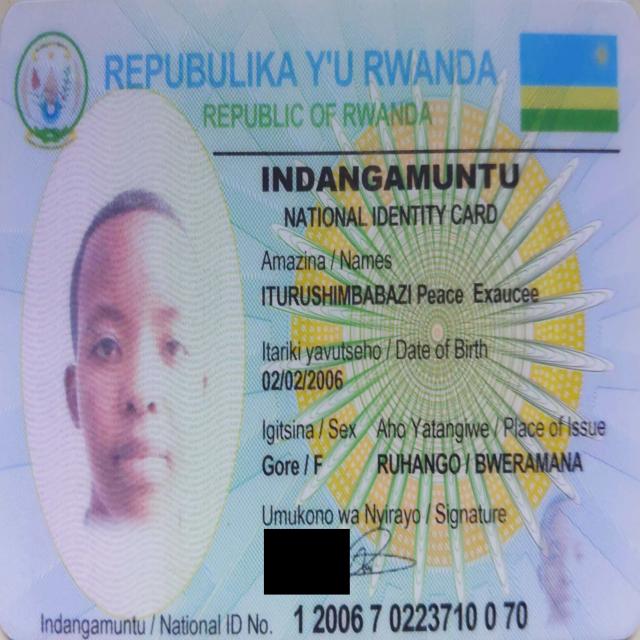 REPUBULIKA Y'U RWANDA
REPUBLIC OF RWANDA
INDANGAMUNTU
NATIONAL IDENTITY CARD
Amazina / Names
ITURUSHIMBABAZI Peace Exaucee
Itariki yavutseho / Date of Birth
02/02/2006
Igitsina / Sex Aho Yatangiwe / Place of Issue
Gore / F RUHANGO / BWERAMANA
Umukono wa Nyirayo / Signature
Indangamuntu / National ID No. 1 2006 7 0223710 0 70